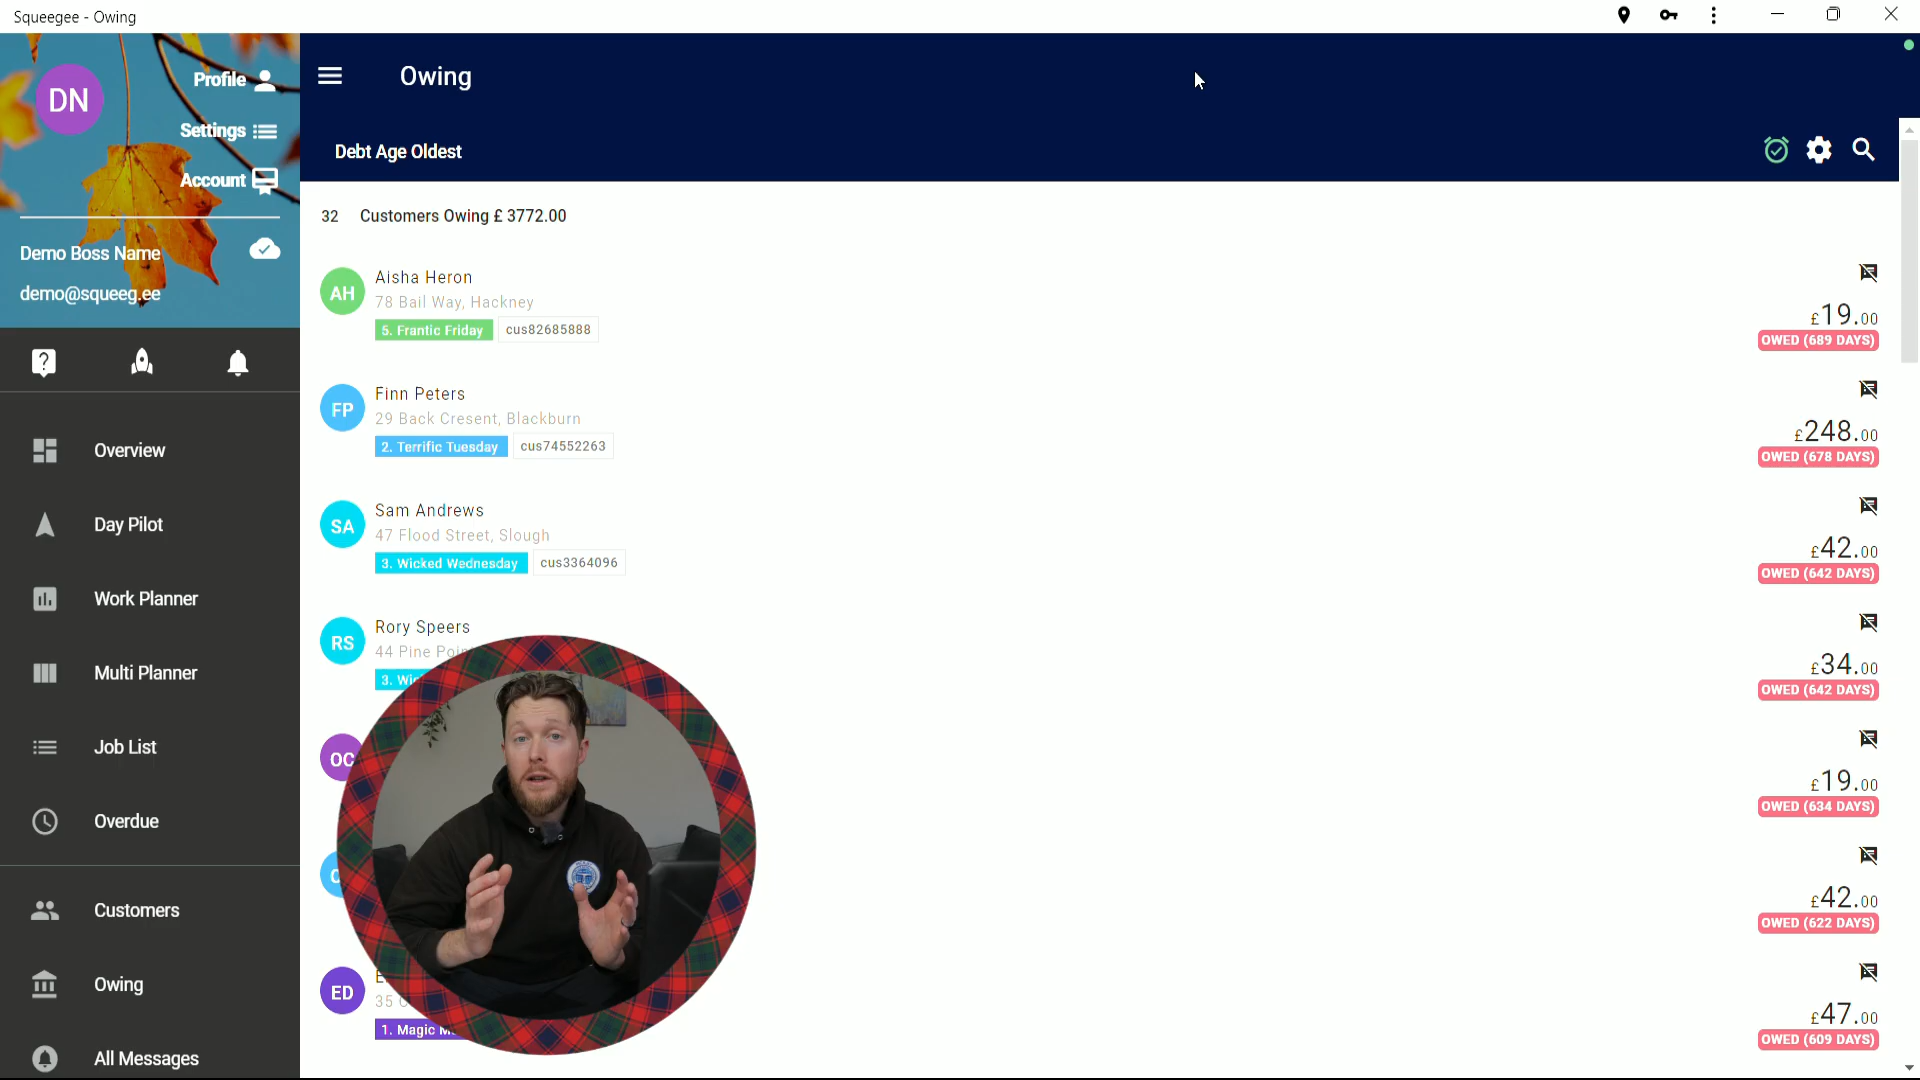 Squeegee - Owing
DN
Profile
Settings
Account
Demo Boss Name
demo@squeeg.ee
Overview
Day Pilot
Work Planner
Multi Planner
Job List
Overdue
Customers
Owing
All Messages
Owing
Debt Age Oldest
32 Customers Owing £ 3772.00
AH
Aisha Heron
78 Bail Way, Hackney
5. Frantic Friday cus82685888
£19.00
OWED (689 DAYS)
FP
Finn Peters
29 Back Cresent, Blackburn
2. Terrific Tuesday cus74552263
£248.00
OWED (678 DAYS)
SA
Sam Andrews
47 Flood Street, Slough
3. Wicked Wednesday cus3364096
£42.00
OWED (642 DAYS)
RS
Rory Speers
44 Pine
3.
£34.00
OWED (642 DAYS)
OC
£19.00
OWED (634 DAYS)
£42.00
OWED (622 DAYS)
ED
35
1. Magic
£47.00
OWED (609 DAYS)